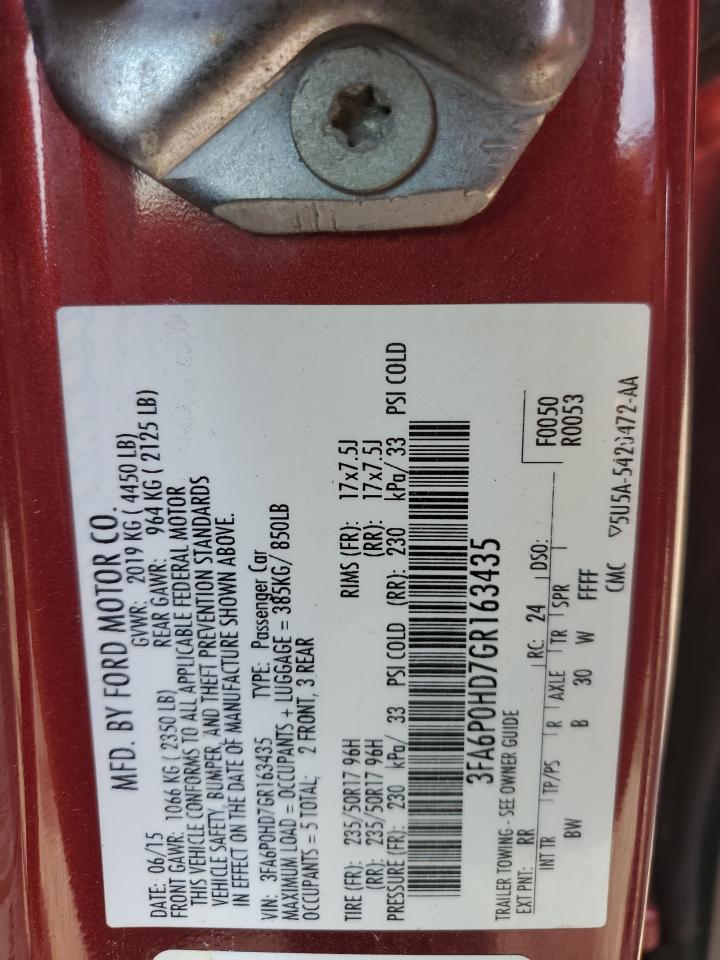 MFD. BY FORD MOTOR CO.
DATE: 06/15 GVWR: 2019 KG ( 4450 LB)
FRONT GAWR: 1066 KG ( 2350 LB) REAR GAWR: 964 KG ( 2125 LB)
THIS VEHICLE CONFORMS TO ALL APPLICABLE FEDERAL MOTOR
VEHICLE SAFETY, BUMPER, AND THEFT PREVENTION STANDARDS
IN EFFECT ON THE DATE OF MANUFACTURE SHOWN ABOVE.
VIN: 3FA6P0HD7GR163435 TYPE: Passenger Car
MAXIMUM LOAD = OCCUPANTS + LUGGAGE = 385KG/ 850LB
OCCUPANTS = 5 TOTAL: 2 FRONT, 3 REAR
TIRE (FR): 235/50R17 96H RIMS (FR): 17x7.5J
(RR): 235/50R17 96H (RR): 17x7.5J
PRESSURE (FR): 230 kPa/ 33 PSI COLD (RR): 230 kPa/ 33 PSI COLD
3FA6P0HD7GR163435
TRAILER TOWING - SEE OWNER GUIDE F0050
EXT PNT: RR RC: 24 DSO: R0053
INT TR TP/PS R AXLE TR SPR
BW B 30 W FFFF
CMC ▽5U5A-5420472-AA